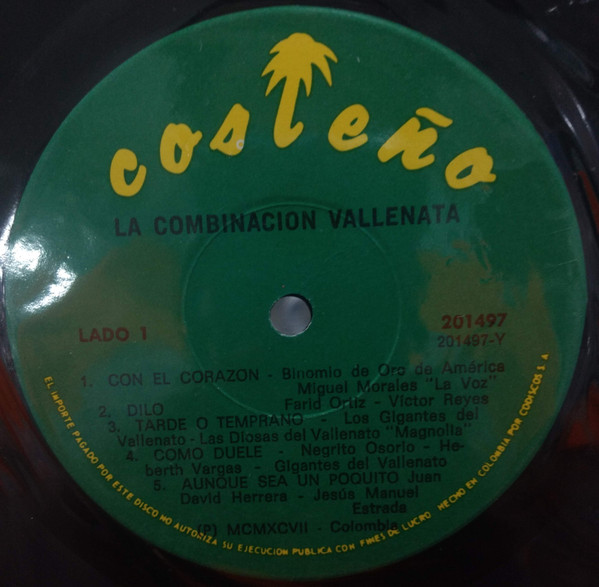 costeño
LA COMBINACION VALLENATA
LADO 1
201497
201497-Y
1. CON EL CORAZON - Binomio de Oro de América
Miguel Morales "La Voz"
2. DILO Farid Ortiz - Victor Reyes
3. TARDE O TEMPRANO - Los Gigantes del
Vallenato - Las Diosas del Vallenato "Magnolia"
4. COMO DUELE - Negrito Osorio - He-
berth Vargas - Gigantes del Vallenato
5. AUNQUE SEA UN POQUITO Juan
David Herrera - Jesús Manuel
Estrada
(P) MCMXCVII - Colombia
EL IMPORTE PAGADO POR ESTE DISCO NO AUTORIZA SU EJECUCION PUBLICA CON FINES DE LUCRO HECHO EN COLOMBIA POR CODISCOS S A